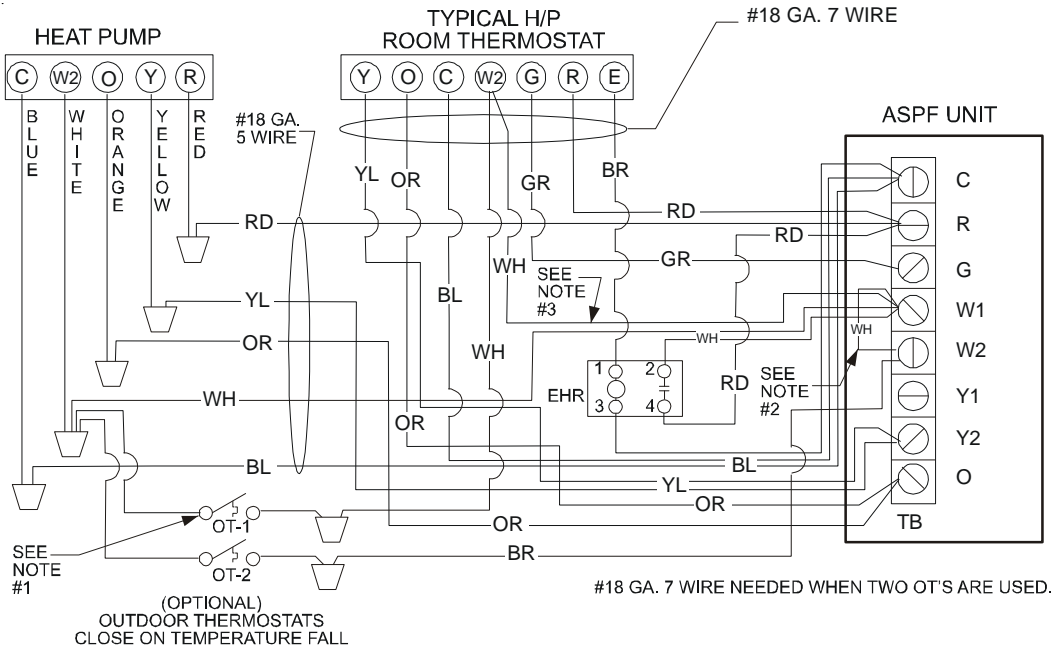 TYPICAL H/P
ROOM THERMOSTAT
#18 GA. 7 WIRE
HEAT PUMP
C W2 O Y R
Y O C W2 G R E
BLUE
WHITE
ORANGE
YELLOW
RED
#18 GA.
5 WIRE
ASPF UNIT
YL
OR
GR
BR
C
RD
RD
RD
R
WH
SEE
NOTE
#3
GR
G
YL
BL
W1
OR
WH
WH
WH
W2
1 2
EHR
3 4
RD
SEE
NOTE
#2
Y1
WH
OR
Y2
BL
BL
YL
O
OR
OT-1
OR
TB
SEE
NOTE
#1
OT-2
BR
#18 GA. 7 WIRE NEEDED WHEN TWO OT'S ARE USED.
(OPTIONAL)
OUTDOOR THERMOSTATS
CLOSE ON TEMPERATURE FALL